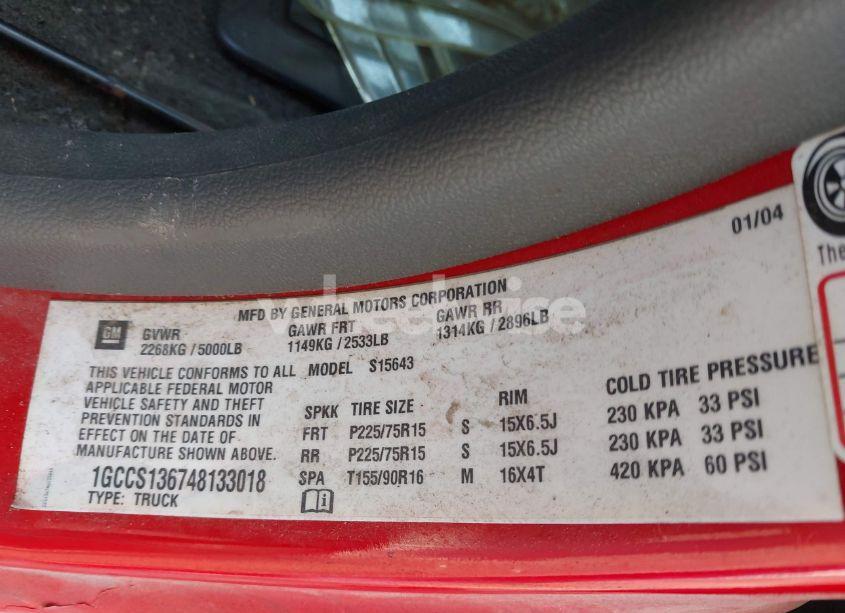 01/04
The
MFD BY GENERAL MOTORS CORPORATION
GM GVWR GAWR FRT GAWR RR
2268KG / 5000LB 1149KG / 2533LB 1314KG / 2896LB
THIS VEHICLE CONFORMS TO ALL MODEL S15643
APPLICABLE FEDERAL MOTOR
VEHICLE SAFETY AND THEFT
PREVENTION STANDARDS IN
EFFECT ON THE DATE OF
MANUFACTURE SHOWN ABOVE.
1GCCS136748133018
TYPE: TRUCK
SPKK TIRE SIZE RIM COLD TIRE PRESSURE
FRT P225/75R15 S 15X6.5J 230 KPA 33 PSI
RR P225/75R15 S 15X6.5J 230 KPA 33 PSI
SPA T155/90R16 M 16X4T 420 KPA 60 PSI